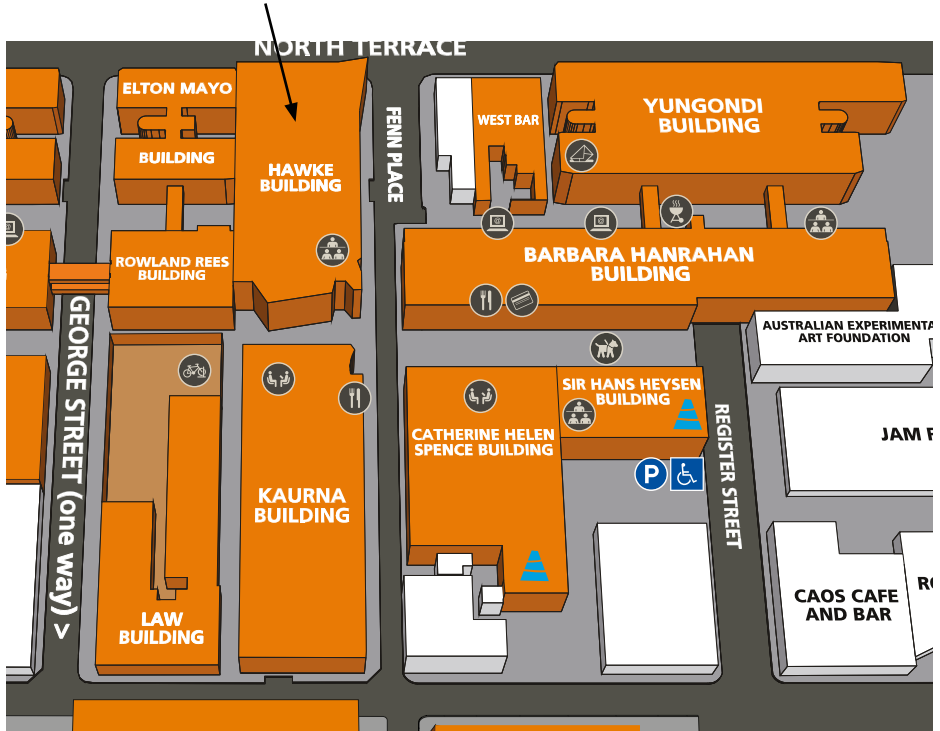 NORTH TERRACE
ELTON MAYO
BUILDING
HAWKE
BUILDING
FENN PLACE
WEST BAR
YUNGONDI
BUILDING
ROWLAND REES
BUILDING
BARBARA HANRAHAN
BUILDING
GEORGE STREET (one way) >
AUSTRALIAN EXPERIMENTA
ART FOUNDATION
SIR HANS HEYSEN
BUILDING
CATHERINE HELEN
SPENCE BUILDING
REGISTER STREET
JAM F
P
KAURNA
BUILDING
LAW
BUILDING
CAOS CAFE
AND BAR
RO